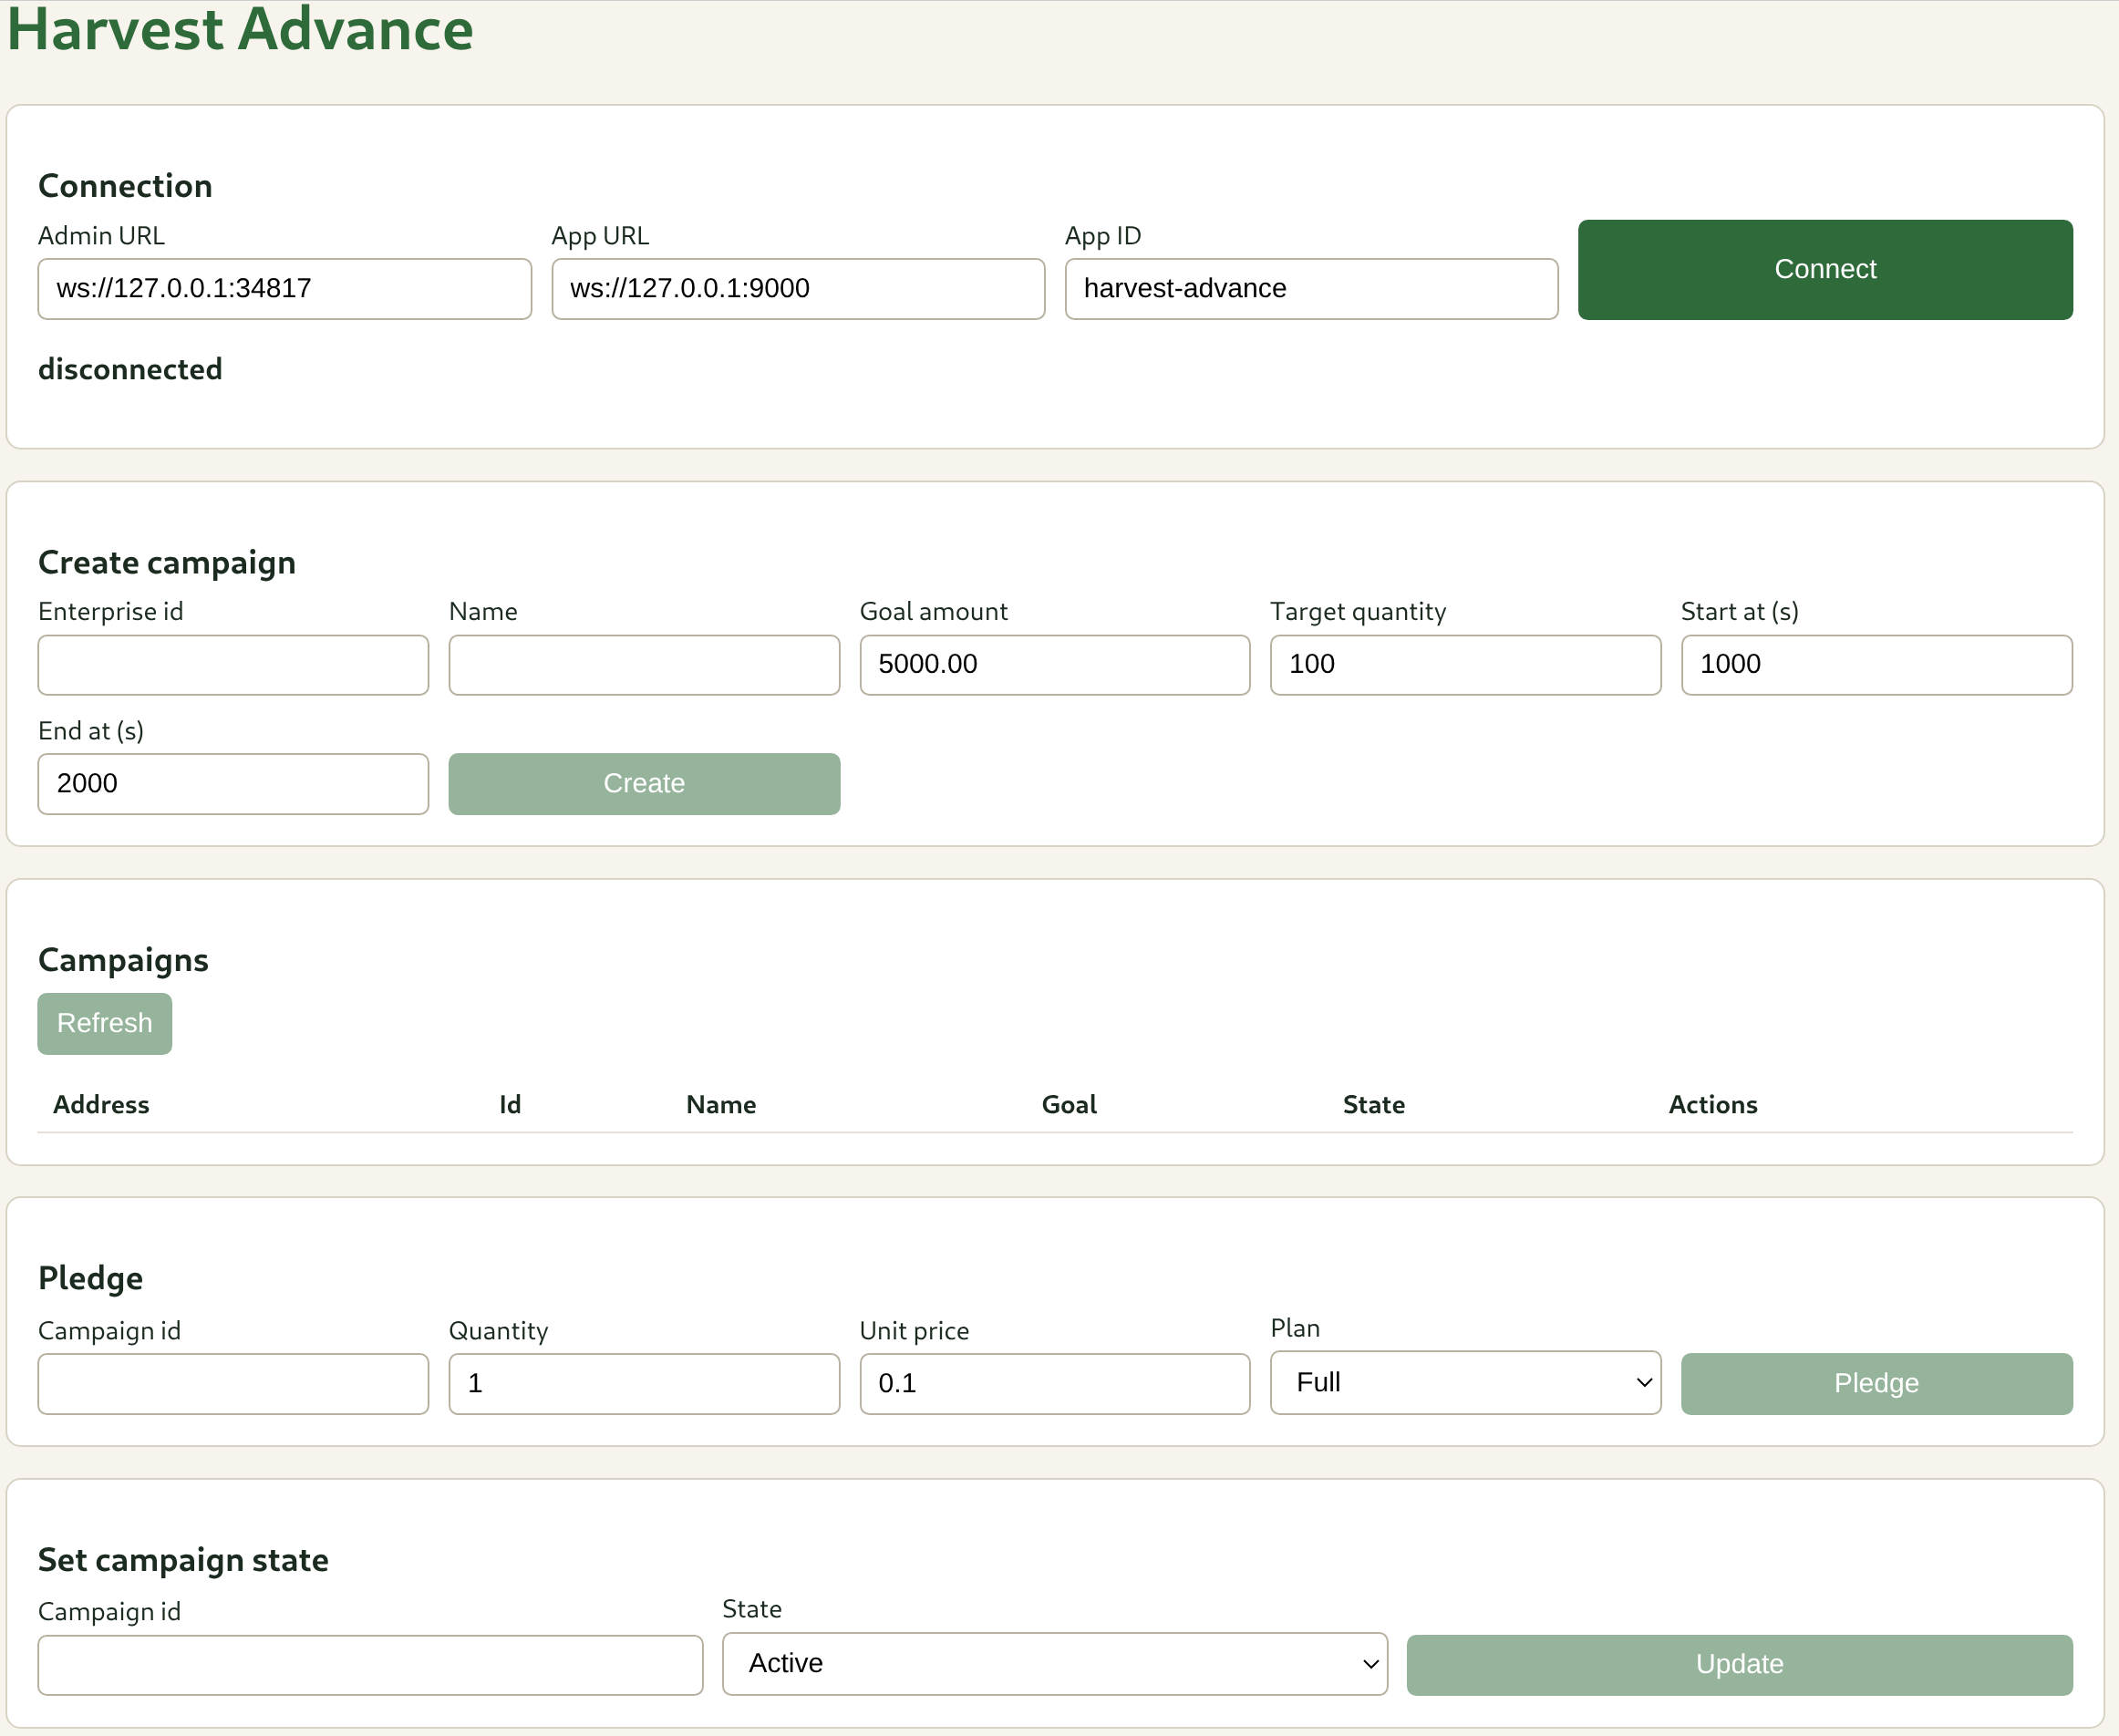 Harvest Advance
Connection
Admin URL App URL App ID
ws://127.0.0.1:34817 ws://127.0.0.1:9000 harvest-advance Connect
disconnected
Create campaign
Enterprise id Name Goal amount Target quantity Start at (s)
5000.00 100 1000
End at (s)
2000 Create
Campaigns
Refresh
Address Id Name Goal State Actions
Pledge
Campaign id Quantity Unit price Plan
1 0.1 Full Pledge
Set campaign state
Campaign id State
Active Update